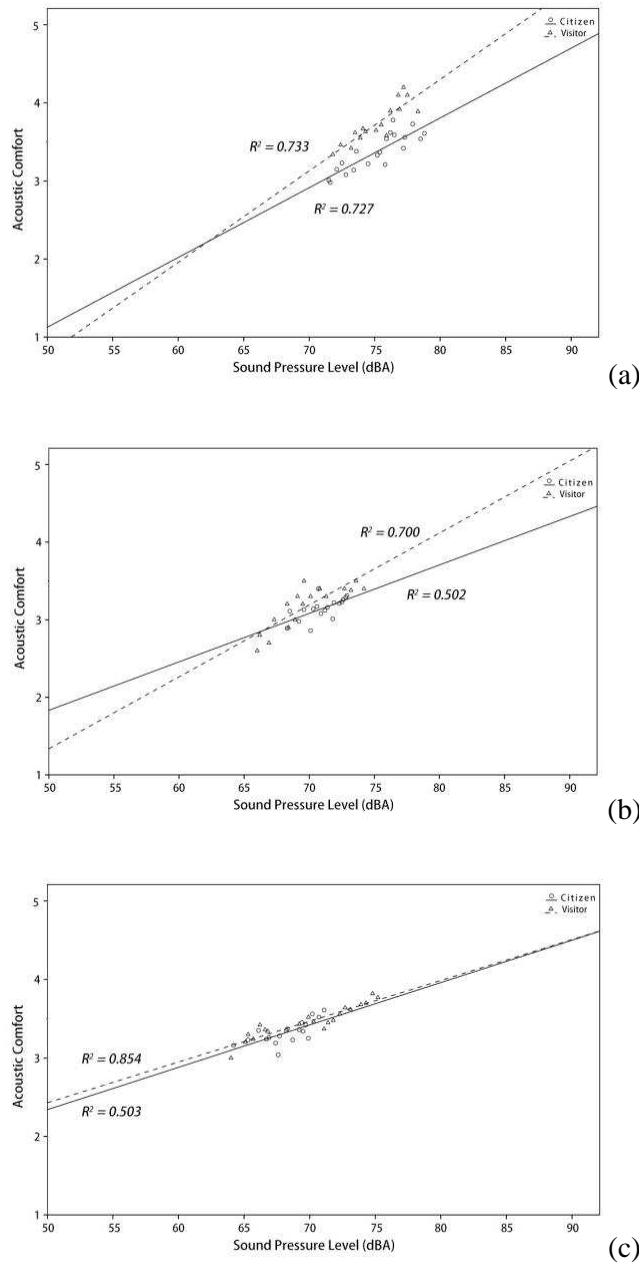 5
Citizen
Visitor
4
R² = 0.733
3
R² = 0.727
2
1
Acoustic Comfort
50 55 60 65 70 75 80 85 90
Sound Pressure Level (dBA)
(a)
5
Citizen
Visitor
4
R² = 0.700
R² = 0.502
3
2
1
Acoustic Comfort
50 55 60 65 70 75 80 85 90
Sound Pressure Level (dBA)
(b)
5
Citizen
Visitor
4
3
R² = 0.854
R² = 0.503
2
1
Acoustic Comfort
50 55 60 65 70 75 80 85 90
Sound Pressure Level (dBA)
(c)